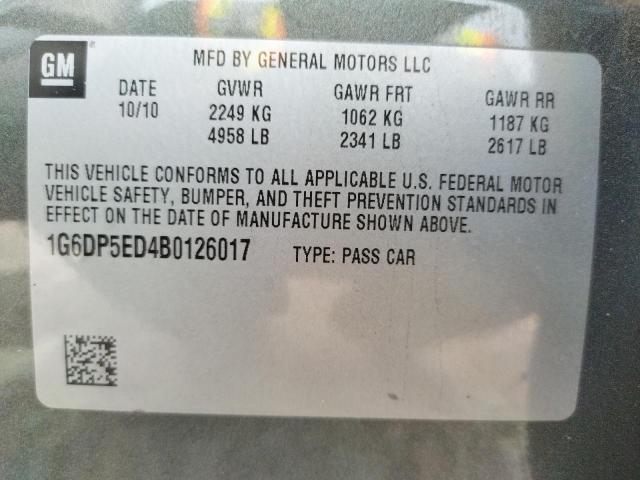 GM
MFD BY GENERAL MOTORS LLC
DATE GVWR GAWR FRT GAWR RR
10/10 2249 KG 1062 KG 1187 KG
4958 LB 2341 LB 2617 LB
THIS VEHICLE CONFORMS TO ALL APPLICABLE U.S. FEDERAL MOTOR
VEHICLE SAFETY, BUMPER, AND THEFT PREVENTION STANDARDS IN
EFFECT ON THE DATE OF MANUFACTURE SHOWN ABOVE.
1G6DP5ED4B0126017 TYPE: PASS CAR